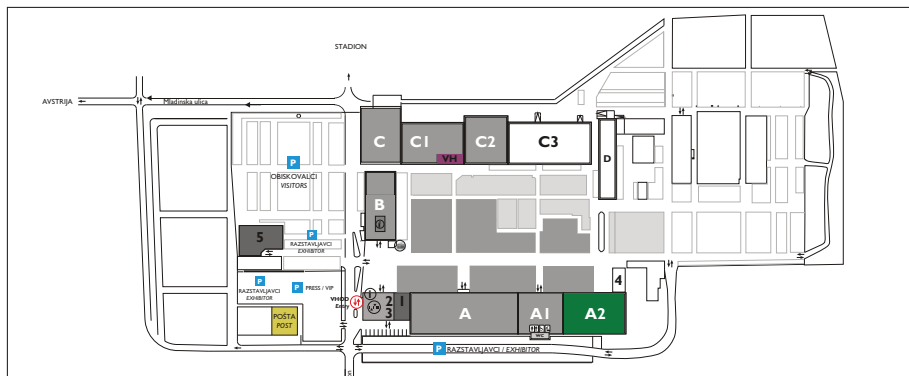 STADION
AVSTRIJA
Mladinska ulica
C
C1
C2
C3
VH
D
P
OBISKOVALCI
VISITORS
B
5
P
RAZSTAVLJAVCI
EXHIBITOR
P
RAZSTAVLJAVCI
EXHIBITOR
P PRESS / VIP
VHOD
Entry
i
2
3
1
A
A1
A2
4
WC
POŠTA
POST
P RAZSTAVLJAVCI / EXHIBITOR